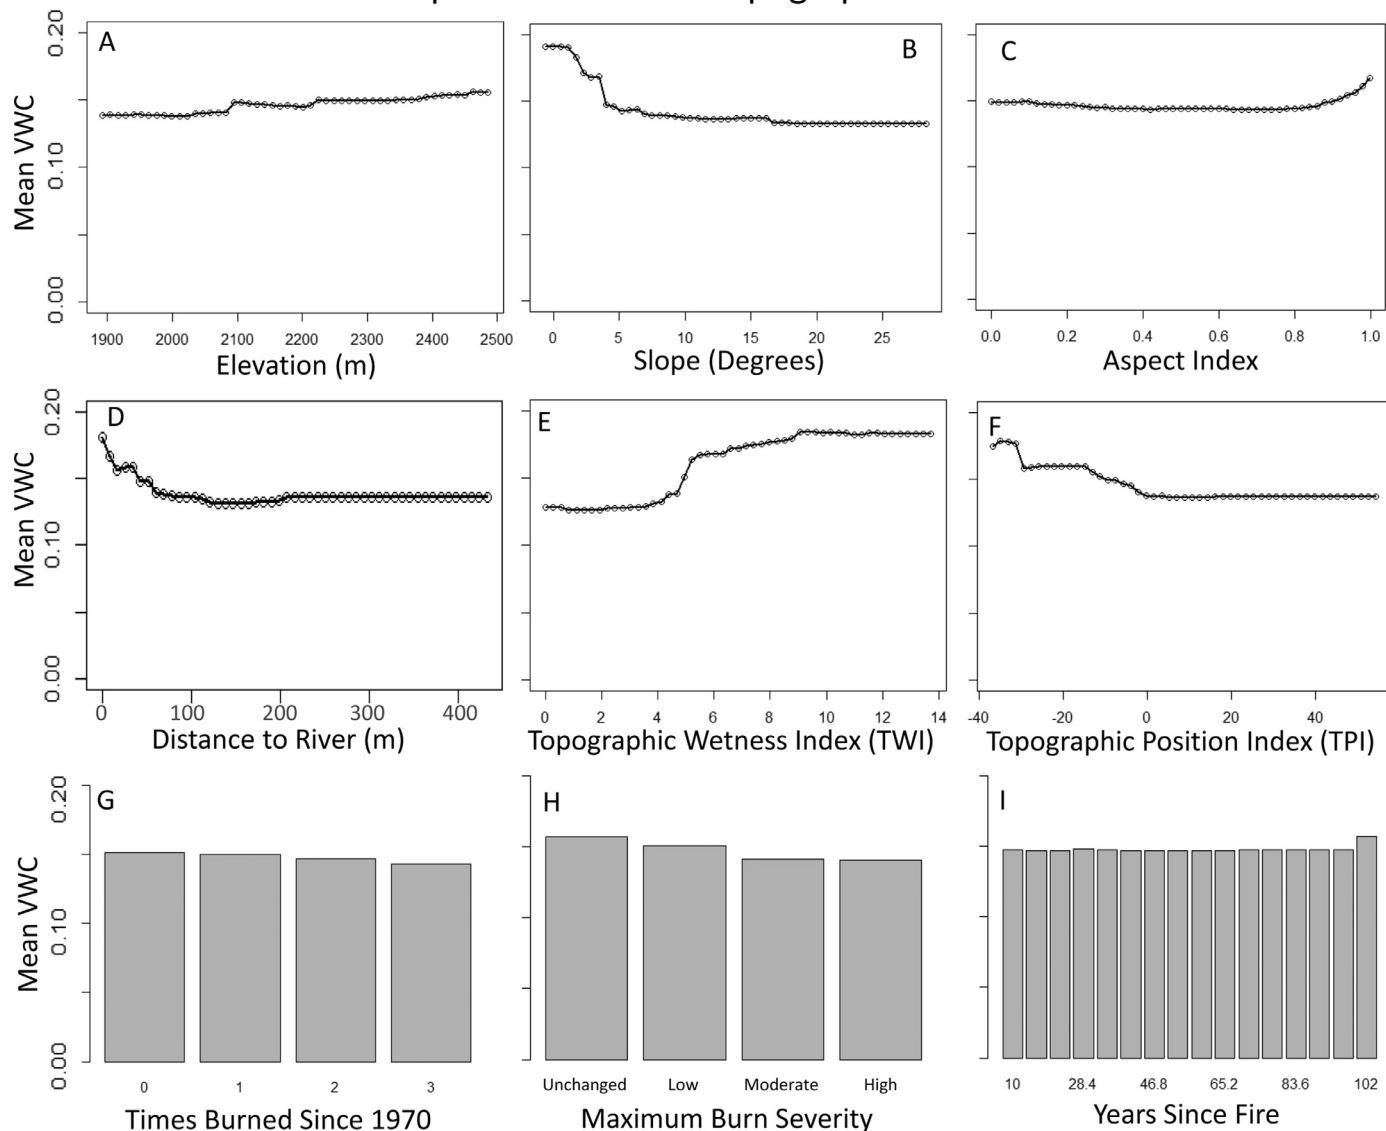 A
B
C
0.20
0.10
0.00
Mean VWC
1900 2000 2100 2200 2300 2400 2500
0 5 10 15 20 25
0.0 0.2 0.4 0.6 0.8 1.0
Elevation (m)
Slope (Degrees)
Aspect Index
D
E
F
0.20
0.10
0.00
Mean VWC
0 100 200 300 400
0 2 4 6 8 10 12 14
-40 -20 0 20 40
Distance to River (m)
Topographic Wetness Index (TWI)
Topographic Position Index (TPI)
G
H
I
0.20
0.10
0.00
Mean VWC
0 1 2 3
Unchanged Low Moderate High
10 28.4 46.8 65.2 83.6 102
Times Burned Since 1970
Maximum Burn Severity
Years Since Fire